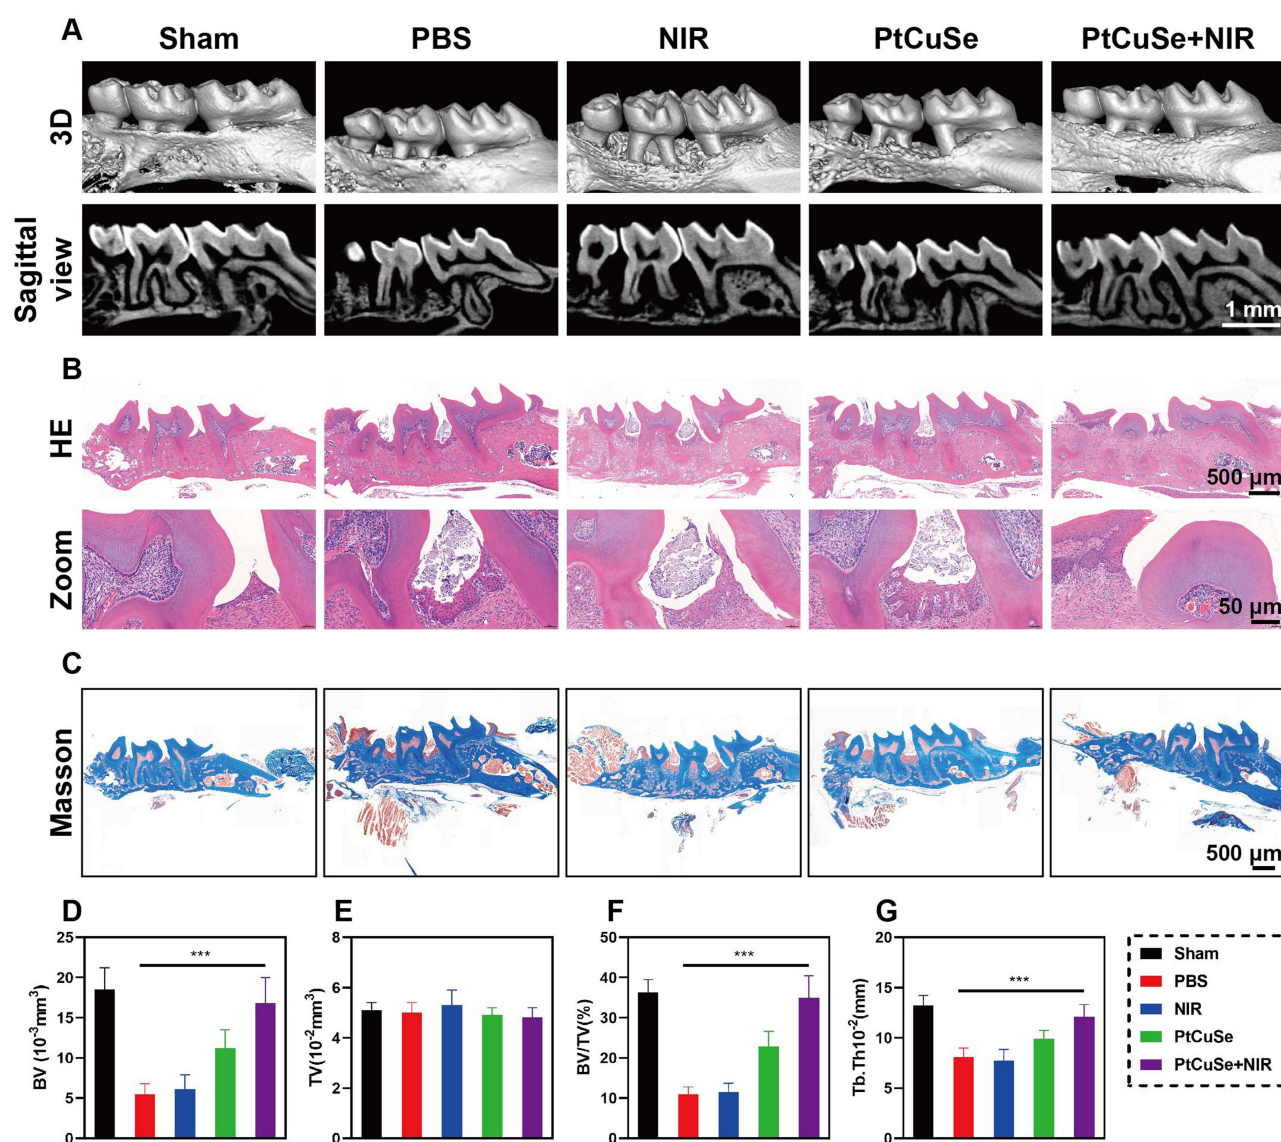 A
Sham
PBS
NIR
PtCuSe
PtCuSe+NIR
3D
Sagittal
view
1 mm
B
HE
500 µm
Zoom
50 µm
C
Masson
500 µm
D
25
20
15
10
5
0
BV (10⁻³mm³)
***
E
8
6
4
2
0
TV(10⁻²mm³)
F
50
40
30
20
10
0
BV/TV(%)
***
G
20
15
10
5
0
Tb.Th10⁻²(mm)
***
Sham
PBS
NIR
PtCuSe
PtCuSe+NIR